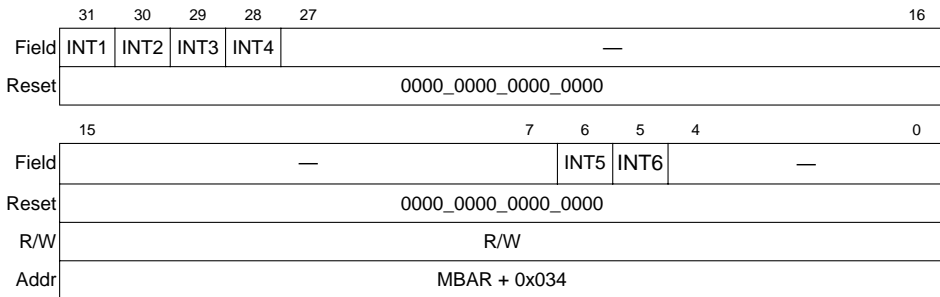 31 30 29 28 27 16
Field INT1 INT2 INT3 INT4 —
Reset 0000_0000_0000_0000
15 7 6 5 4 0
Field — INT5 INT6 —
Reset 0000_0000_0000_0000
R/W R/W
Addr MBAR + 0x034